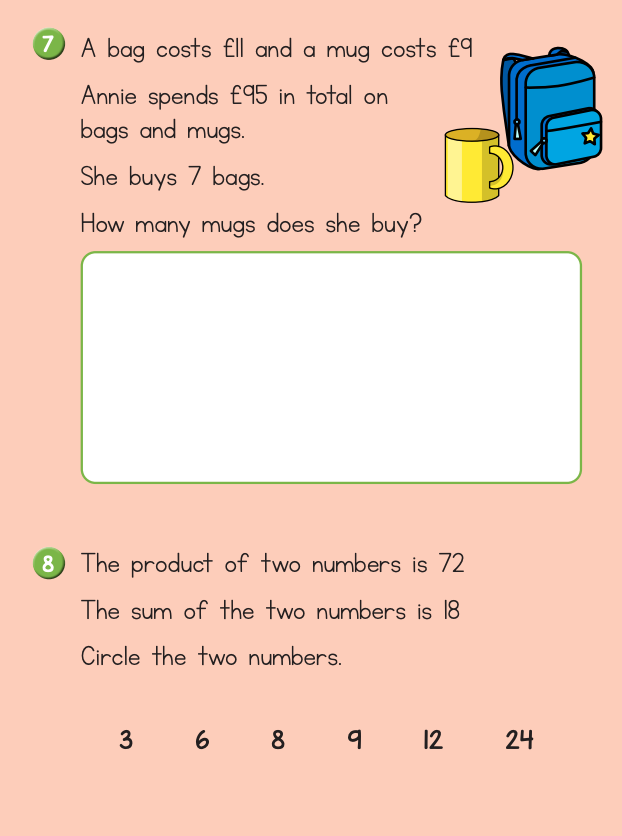 7 A bag costs £11 and a mug costs £9
Annie spends £95 in total on
bags and mugs.
She buys 7 bags.
How many mugs does she buy?
8 The product of two numbers is 72
The sum of the two numbers is 18
Circle the two numbers.
3 6 8 9 12 24